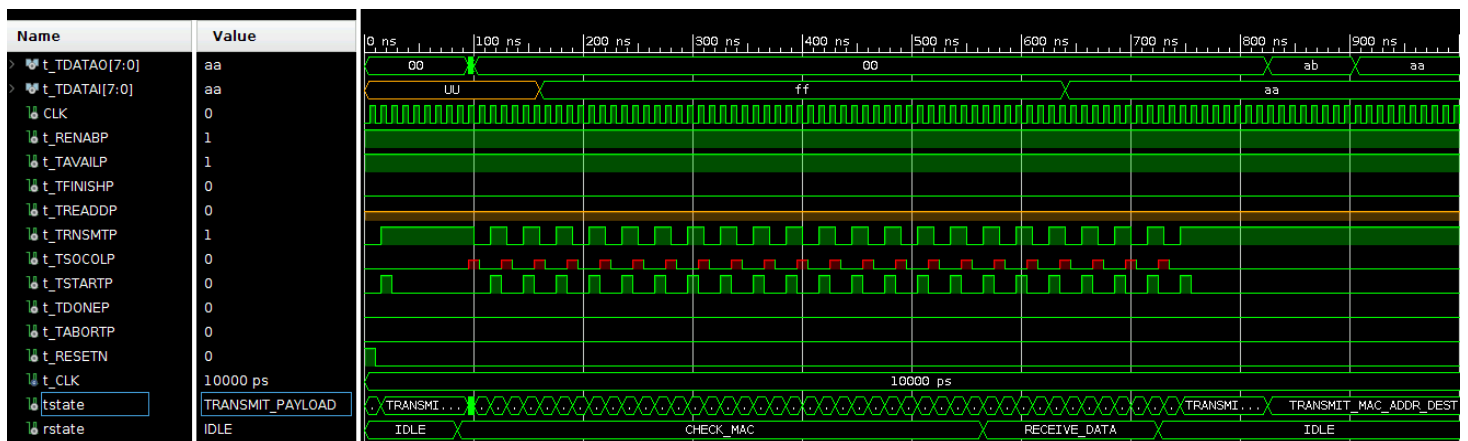 Name Value
0 ns 100 ns 200 ns 300 ns 400 ns 500 ns 600 ns 700 ns 800 ns 900 ns
t_TDATAO[7:0] aa 00 00 ab aa
t_TDATAI[7:0] aa UU ff aa
CLK 0
t_RENABP 1
t_TAVAILP 1
t_TFINISHP 0
t_TREADDP 0
t_TRNSMTP 1
t_TSOCOLP 0
t_TSTARTP 0
t_TDONEP 0
t_TABORTP 0
t_RESETN 0
t_CLK 10000 ps 10000 ps
tstate TRANSMIT_PAYLOAD TRANSMI... TRANSMI... TRANSMIT_MAC_ADDR_DEST
rstate IDLE IDLE CHECK_MAC RECEIVE_DATA IDLE